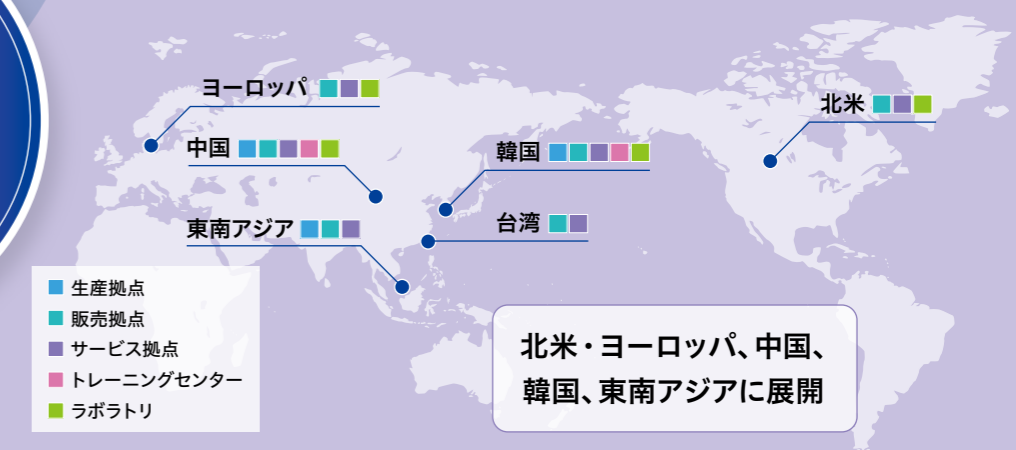 ヨーロッパ
北米
中国
韓国
東南アジア
台湾
生産拠点
販売拠点
サービス拠点
トレーニングセンター
ラボラトリ
北米・ヨーロッパ、中国、
韓国、東南アジアに展開